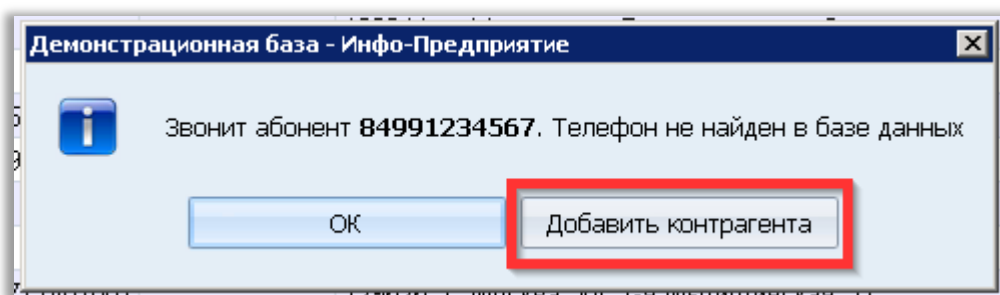 Демонстрационная база - Инфо-Предприятие
Звонит абонент 84991234567. Телефон не найден в базе данных
ОК
Добавить контрагента